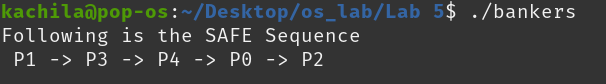 kachila@pop-os:~/Desktop/os_lab/Lab 5$ ./bankers
Following is the SAFE Sequence
 P1 -> P3 -> P4 -> P0 -> P2